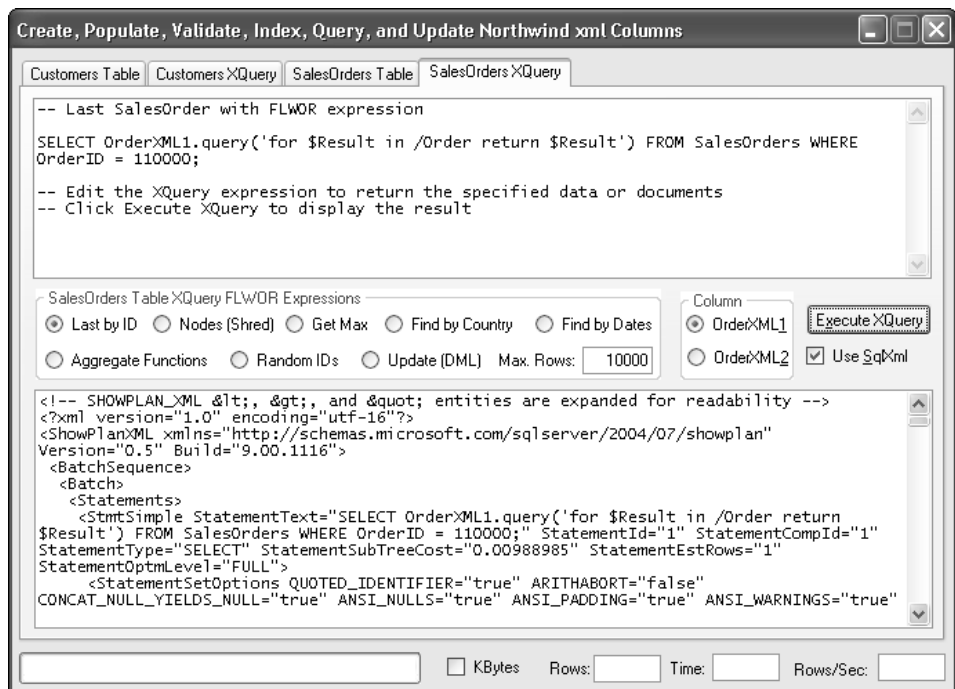 Create, Populate, Validate, Index, Query, and Update Northwind xml Columns
Customers Table Customers XQuery SalesOrders Table SalesOrders XQuery
-- Last SalesOrder with FLWOR expression
SELECT OrderXML1.query('for $Result in /Order return $Result') FROM SalesOrders WHERE
OrderID = 110000;
-- Edit the XQuery expression to return the specified data or documents
-- Click Execute XQuery to display the result
SalesOrders Table XQuery FLWOR Expressions
Last by ID Nodes (Shred) Get Max Find by Country Find by Dates
Aggregate Functions Random IDs Update (DML) Max. Rows: 10000
Column
OrderXML1
OrderXML2
Execute XQuery
Use SqlXml
<!-- SHOWPLAN_XML &lt;, &gt;, and &quot; entities are expanded for readability -->
<?xml version="1.0" encoding="utf-16"?>
<ShowPlanXML xmlns="http://schemas.microsoft.com/sqlserver/2004/07/showplan"
Version="0.5" Build="9.00.1116">
<BatchSequence>
<Batch>
<Statements>
<StmtSimple StatementText="SELECT OrderXML1.query('for $Result in /Order return
$Result') FROM SalesOrders WHERE OrderID = 110000;" StatementId="1" StatementCompId="1"
StatementType="SELECT" StatementSubTreeCost="0.00988985" StatementEstRows="1"
StatementOptmLevel="FULL">
<StatementSetOptions QUOTED_IDENTIFIER="true" ARITHABORT="false"
CONCAT_NULL_YIELDS_NULL="true" ANSI_NULLS="true" ANSI_PADDING="true" ANSI_WARNINGS="true"
KBytes Rows: Time: Rows/Sec: